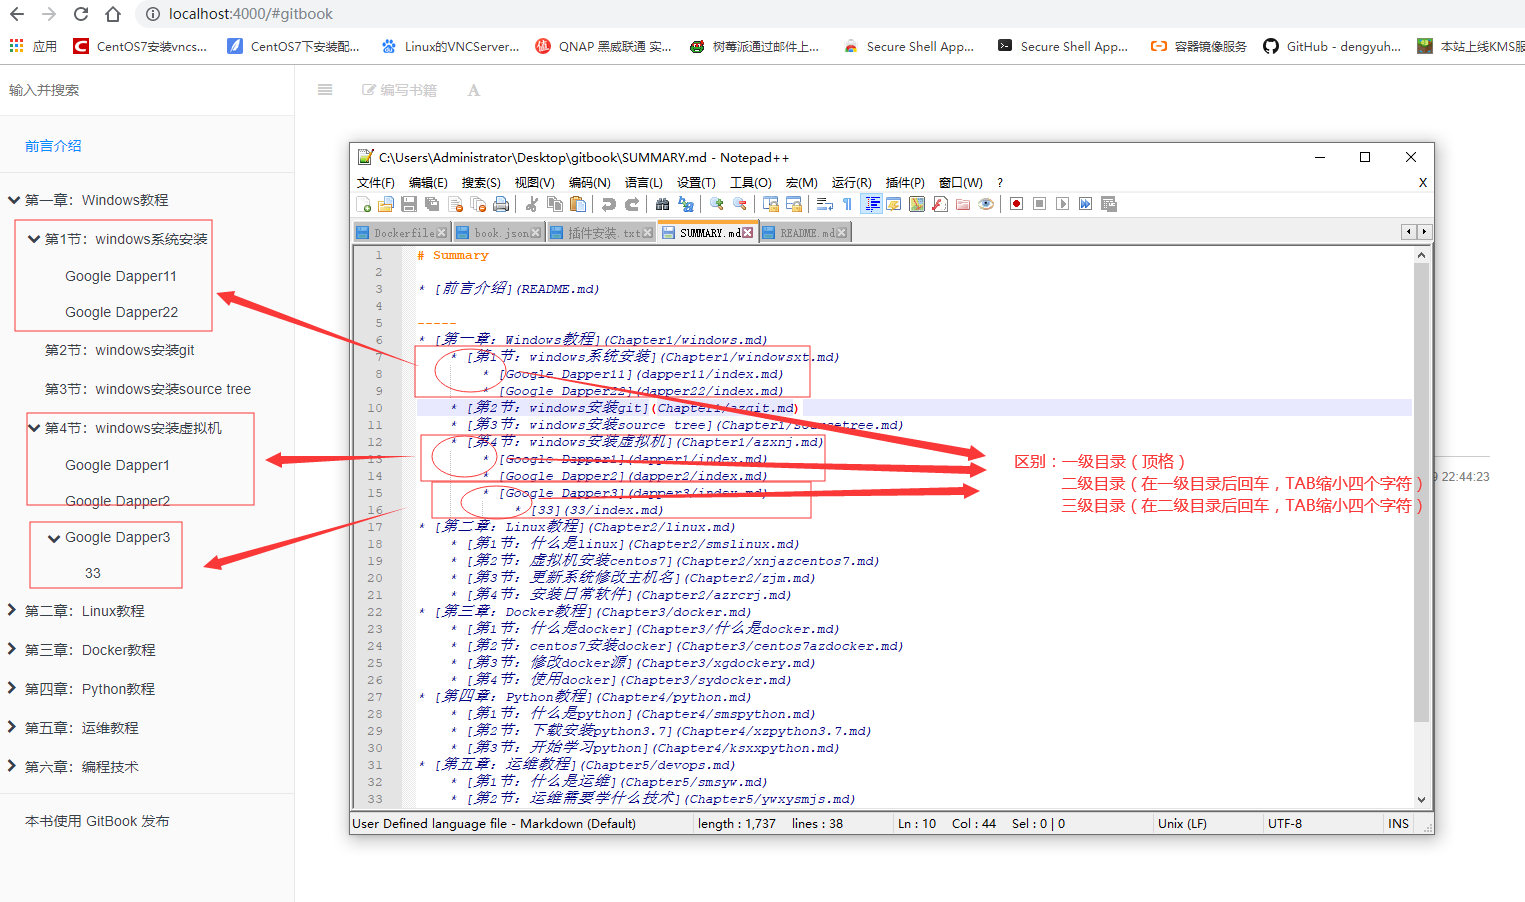 localhost:4000/#gitbook
应用
CentOS7安装vncs...
CentOS7下安装配...
Linux的VNCServer...
QNAP 黑威联通 实...
树莓派通过邮件上...
Secure Shell App...
Secure Shell App...
容器镜像服务
GitHub - dengyuh...
本站上线KMS服
输入并搜索
编写书籍
A
前言介绍
第一章：Windows教程
第1节：windows系统安装
Google Dapper11
Google Dapper22
第2节：windows安装git
第3节：windows安装source tree
第4节：windows安装虚拟机
Google Dapper1
Google Dapper2
Google Dapper3
33
第二章：Linux教程
第三章：Docker教程
第四章：Python教程
第五章：运维教程
第六章：编程技术
本书使用 GitBook 发布
C:\Users\Administrator\Desktop\gitbook\SUMMARY.md - Notepad++
文件(F) 编辑(E) 搜索(S) 视图(V) 编码(N) 语言(L) 设置(T) 工具(O) 宏(M) 运行(R) 插件(P) 窗口(W) ? X
Dockerfile book.json 插件安装.txt SUMMARY.md README.md
1 # Summary
2
3 * [前言介绍](README.md)
4
5 -----
6 * [第一章：Windows教程](Chapter1/windows.md)
7 * [第1节：windows系统安装](Chapter1/windowsxt.md)
8 * [Google Dapper11](dapper11/index.md)
9 * [Google Dapper22](dapper22/index.md)
10 * [第2节：windows安装git](Chapter1/azgit.md)
11 * [第3节：windows安装source tree](Chapter1/sourcetree.md)
12 * [第4节：windows安装虚拟机](Chapter1/azxnj.md)
13 * [Google Dapper1](dapper1/index.md)
14 * [Google Dapper2](dapper2/index.md)
15 * [Google Dapper3](dapper3/index.md)
16 * [33](33/index.md)
17 * [第二章：Linux教程](Chapter2/linux.md)
18 * [第1节：什么是linux](Chapter2/smslinux.md)
19 * [第2节：虚拟机安装centos7](Chapter2/xnjazcentos7.md)
20 * [第3节：更新系统修改主机名](Chapter2/zjm.md)
21 * [第4节：安装日常软件](Chapter2/azrcrj.md)
22 * [第三章：Docker教程](Chapter3/docker.md)
23 * [第1节：什么是docker](Chapter3/什么是docker.md)
24 * [第2节：centos7安装docker](Chapter3/centos7azdocker.md)
25 * [第3节：修改docker源](Chapter3/xgdockery.md)
26 * [第4节：使用docker](Chapter3/sydocker.md)
27 * [第四章：Python教程](Chapter4/python.md)
28 * [第1节：什么是python](Chapter4/smspython.md)
29 * [第2节：下载安装python3.7](Chapter4/xzpython3.7.md)
30 * [第3节：开始学习python](Chapter4/ksxxpython.md)
31 * [第五章：运维教程](Chapter5/devops.md)
32 * [第1节：什么是运维](Chapter5/smsyw.md)
33 * [第2节：运维需要学什么技术](Chapter5/ywxysmjs.md)
区别：一级目录（顶格）
二级目录（在一级目录后回车，TAB缩小四个字符）
三级目录（在二级目录后回车，TAB缩小四个字符）
9 22:44:23
User Defined language file - Markdown (Default) length : 1,737 lines : 38 Ln : 10 Col : 44 Sel : 0 | 0 Unix (LF) UTF-8 INS